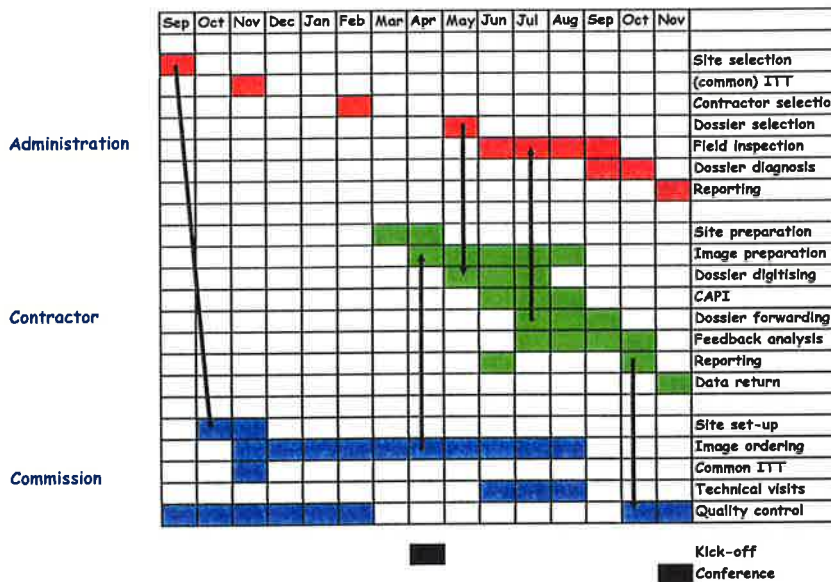 Sep Oct Nov Dec Jan Feb Mar Apr May Jun Jul Aug Sep Oct Nov
Site selection
(common) ITT
Contractor selectio
Dossier selection
Administration
Field inspection
Dossier diagnosis
Reporting
Site preparation
Image preparation
Dossier digitising
CAPI
Contractor
Dossier forwarding
Feedback analysis
Reporting
Data return
Site set-up
Image ordering
Common ITT
Commission
Technical visits
Quality control
Kick-off
Conference